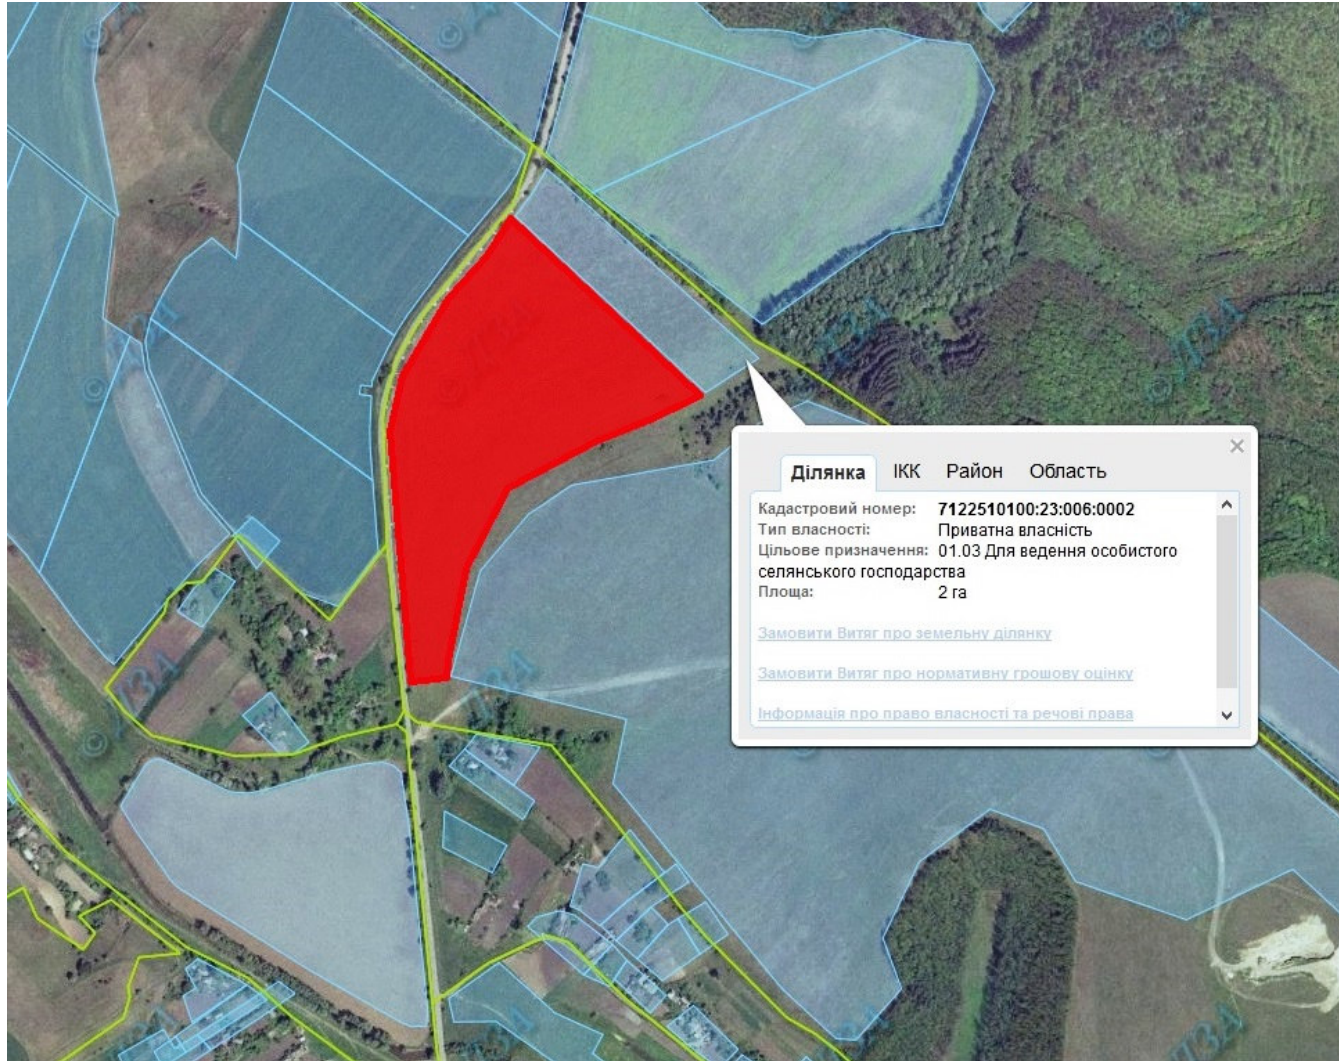 © ДЗА
Ділянка ІКК Район Область
Кадастровий номер: 7122510100:23:006:0002
Тип власності: Приватна власність
Цільове призначення: 01.03 Для ведення особистого
селянського господарства
Площа: 2 га
Замовити Витяг про земельну ділянку
Замовити Витяг про нормативну грошову оцінку
Інформація про право власності та речові права